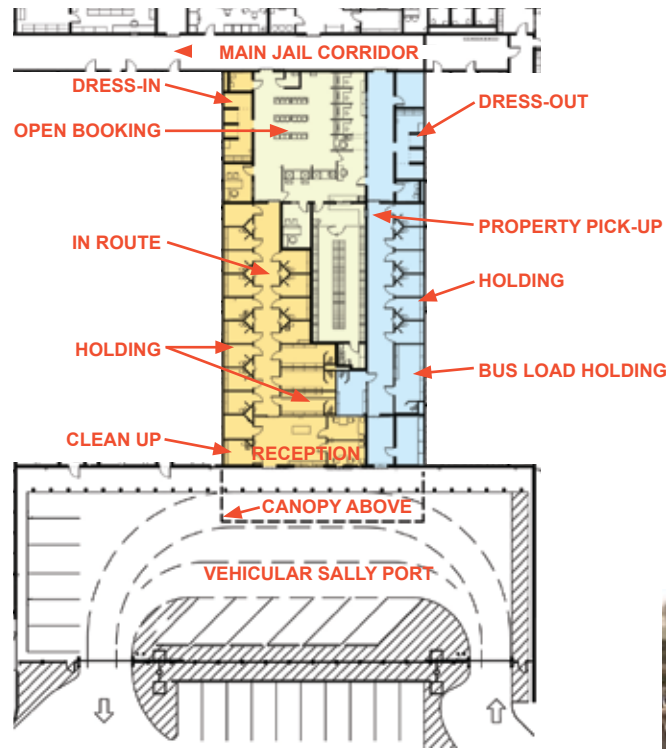 MAIN JAIL CORRIDOR
DRESS-IN
DRESS-OUT
OPEN BOOKING
PROPERTY PICK-UP
IN ROUTE
HOLDING
HOLDING
BUS LOAD HOLDING
CLEAN UP
RECEPTION
CANOPY ABOVE
VEHICULAR SALLY PORT